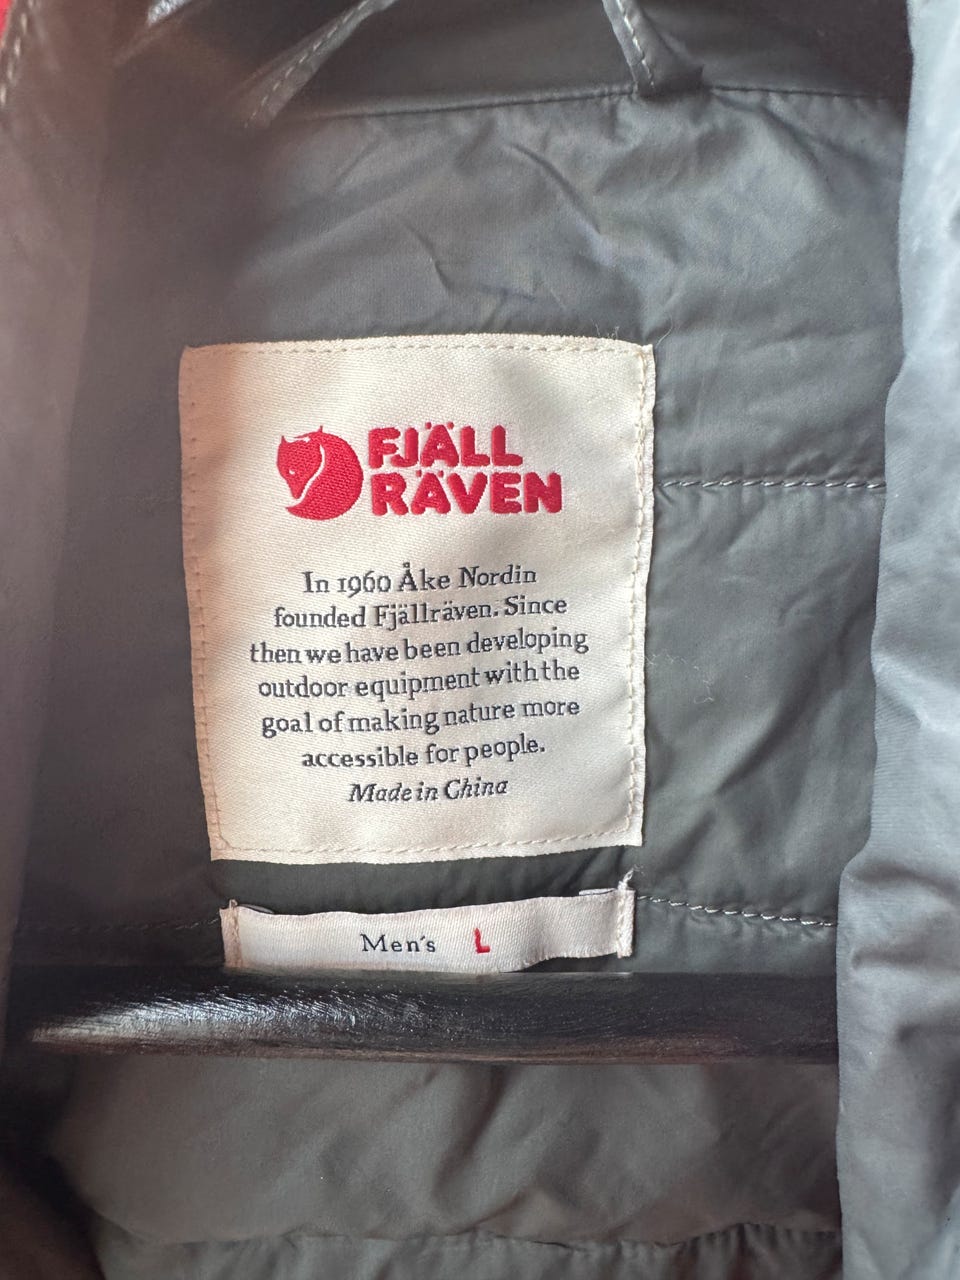 FJÄLL
RÄVEN
In 1960 Åke Nordin
founded Fjällräven. Since
then we have been developing
outdoor equipment with the
goal of making nature more
accessible for people.
Made in China
Men's L